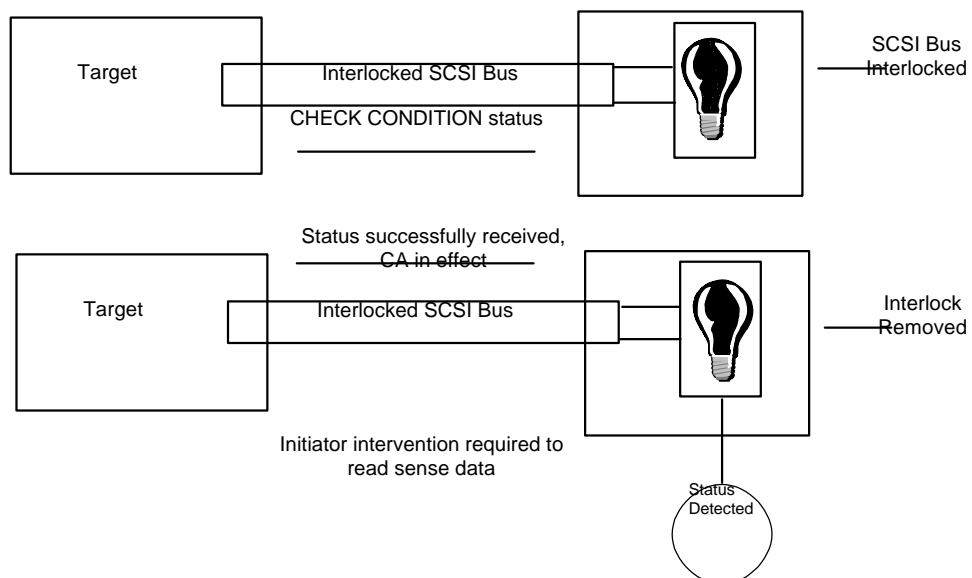 Target
Interlocked SCSI Bus
CHECK CONDITION status
SCSI Bus
Interlocked
Status successfully received,
CA in effect
Target
Interlocked SCSI Bus
Interlock
Removed
Initiator intervention required to
read sense data
Status
Detected